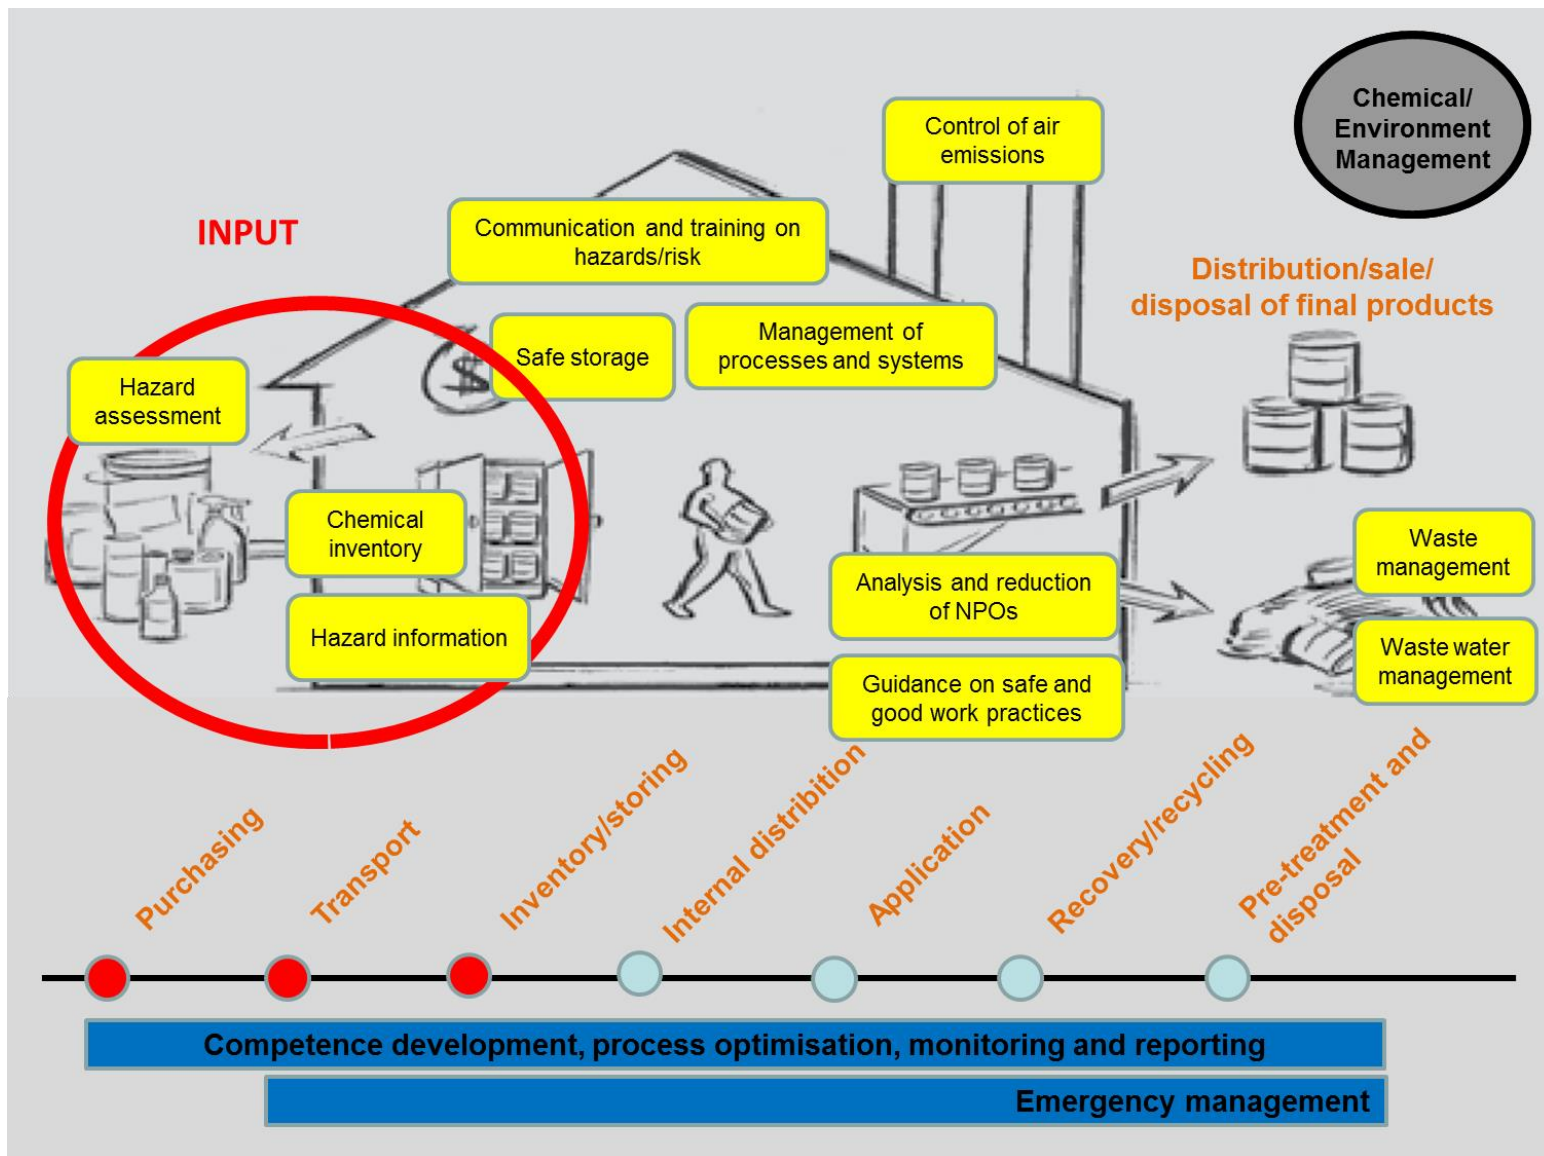 Chemical/
Environment
Management
Control of air
emissions
INPUT
Communication and training on
hazards/risk
Distribution/sale/
disposal of final products
Safe storage
Management of
processes and systems
Hazard
assessment
$
Chemical
inventory
Waste
management
Analysis and reduction
of NPOs
Hazard information
Waste water
management
Guidance on safe and
good work practices
Purchasing
Transport
Inventory/storing
Internal distribition
Application
Recovery/recycling
Pre-treatment and
disposal
Competence development, process optimisation, monitoring and reporting
Emergency management